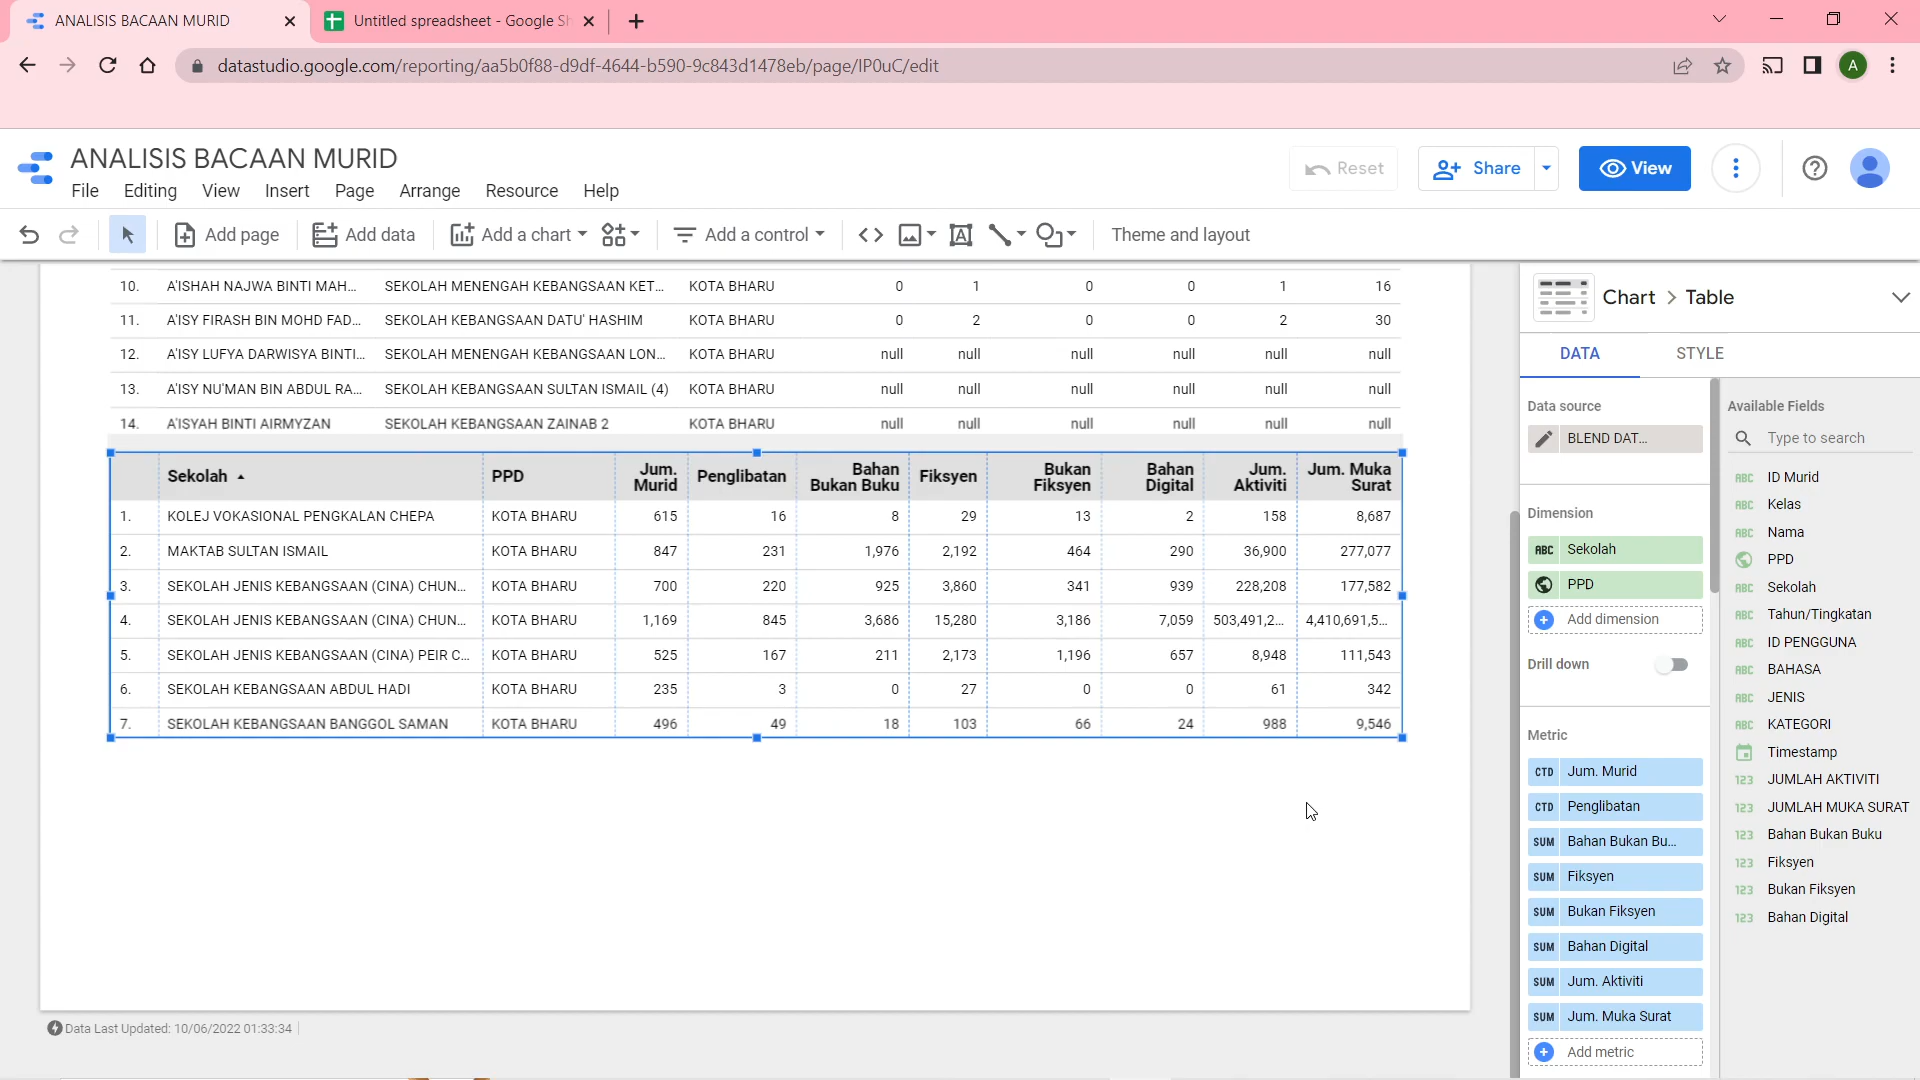 ANALISIS BACAAN MURID
Untitled spreadsheet - Google Sh
datastudio.google.com/reporting/aa5b0f88-d9df-4644-b590-9c843d1478eb/page/IP0uC/edit
A
ANALISIS BACAAN MURID
File Editing View Insert Page Arrange Resource Help
Reset Share View
Add page Add data Add a chart Add a control Theme and layout
10. A'ISHAH NAJWA BINTI MAH... SEKOLAH MENENGAH KEBANGSAAN KET... KOTA BHARU 0 1 0 0 1 16
11. A'ISY FIRASH BIN MOHD FAD... SEKOLAH KEBANGSAAN DATU' HASHIM KOTA BHARU 0 2 0 0 2 30
12. A'ISY LUFYA DARWISYA BINTI... SEKOLAH MENENGAH KEBANGSAAN LON... KOTA BHARU null null null null null null
13. A'ISY NU'MAN BIN ABDUL RA... SEKOLAH KEBANGSAAN SULTAN ISMAIL (4) KOTA BHARU null null null null null null
14. A'ISYAH BINTI AIRMYZAN SEKOLAH KEBANGSAAN ZAINAB 2 KOTA BHARU null null null null null null
Sekolah PPD Jum. Murid Penglibatan Bahan Bukan Buku Fiksyen Bukan Fiksyen Bahan Digital Jum. Aktiviti Jum. Muka Surat
1. KOLEJ VOKASIONAL PENGKALAN CHEPA KOTA BHARU 615 16 8 29 13 2 158 8,687
2. MAKTAB SULTAN ISMAIL KOTA BHARU 847 231 1,976 2,192 464 290 36,900 277,077
3. SEKOLAH JENIS KEBANGSAAN (CINA) CHUN... KOTA BHARU 700 220 925 3,860 341 939 228,208 177,582
4. SEKOLAH JENIS KEBANGSAAN (CINA) CHUN... KOTA BHARU 1,169 845 3,686 15,280 3,186 7,059 503,491,2... 4,410,691,5...
5. SEKOLAH JENIS KEBANGSAAN (CINA) PEIR C... KOTA BHARU 525 167 211 2,173 1,196 657 8,948 111,543
6. SEKOLAH KEBANGSAAN ABDUL HADI KOTA BHARU 235 3 0 27 0 0 61 342
7. SEKOLAH KEBANGSAAN BANGGOL SAMAN KOTA BHARU 496 49 18 103 66 24 988 9,546
Data Last Updated: 10/06/2022 01:33:34
Chart > Table
DATA STYLE
Data source
BLEND DAT...
Dimension
ABC Sekolah
PPD
Add dimension
Drill down
Metric
CTD Jum. Murid
CTD Penglibatan
SUM Bahan Bukan Bu...
SUM Fiksyen
SUM Bukan Fiksyen
SUM Bahan Digital
SUM Jum. Aktiviti
SUM Jum. Muka Surat
Add metric
Available Fields
Type to search
ABC ID Murid
ABC Kelas
ABC Nama
PPD
ABC Sekolah
ABC Tahun/Tingkatan
ABC ID PENGGUNA
ABC BAHASA
ABC JENIS
ABC KATEGORI
Timestamp
123 JUMLAH AKTIVITI
123 JUMLAH MUKA SURAT
123 Bahan Bukan Buku
123 Fiksyen
123 Bukan Fiksyen
123 Bahan Digital